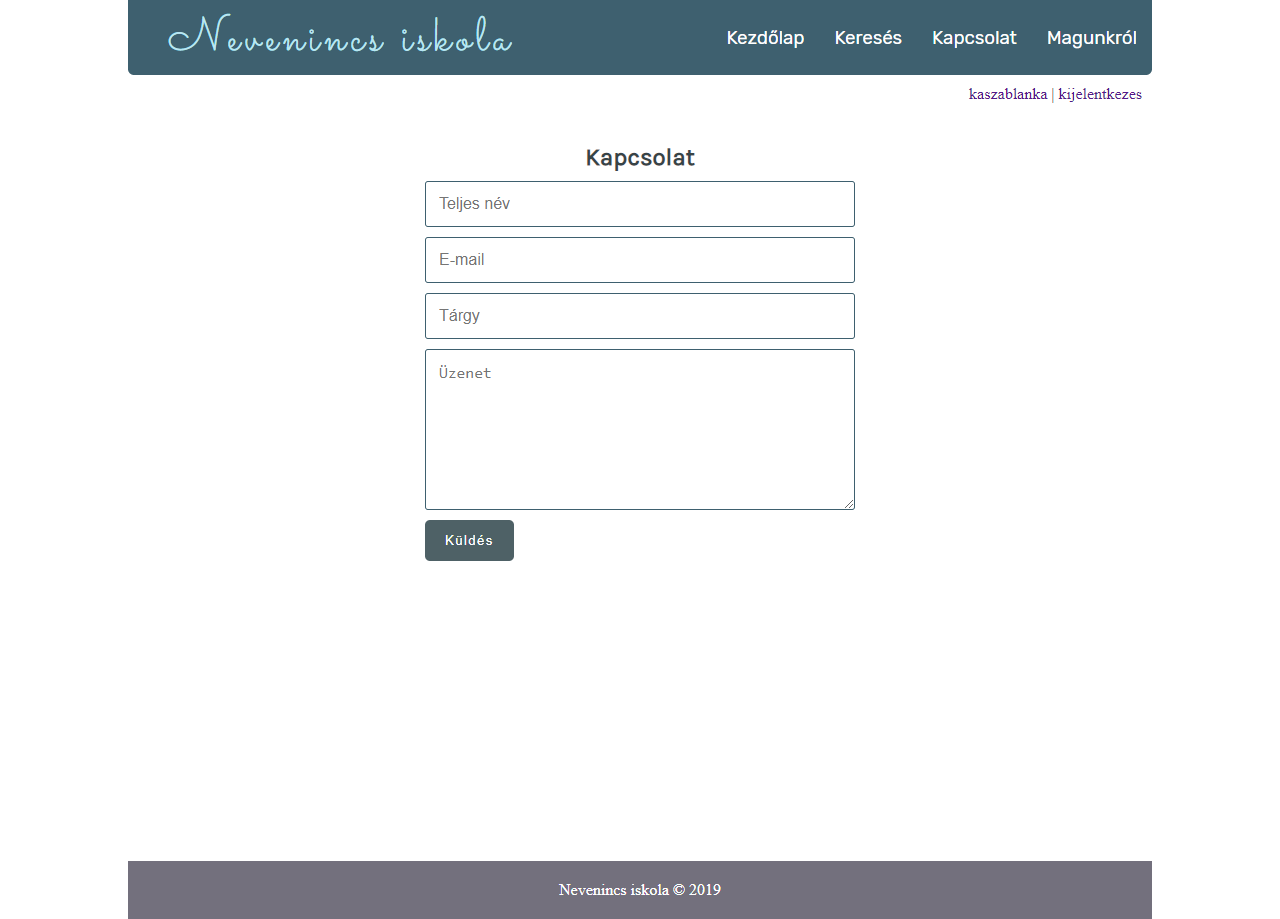 Nevenincs iskola
Kezdőlap Keresés Kapcsolat Magunkról
kaszablanka | kijelentkezes
Kapcsolat
Teljes név
E-mail
Tárgy
Üzenet
Küldés
Nevenincs iskola © 2019